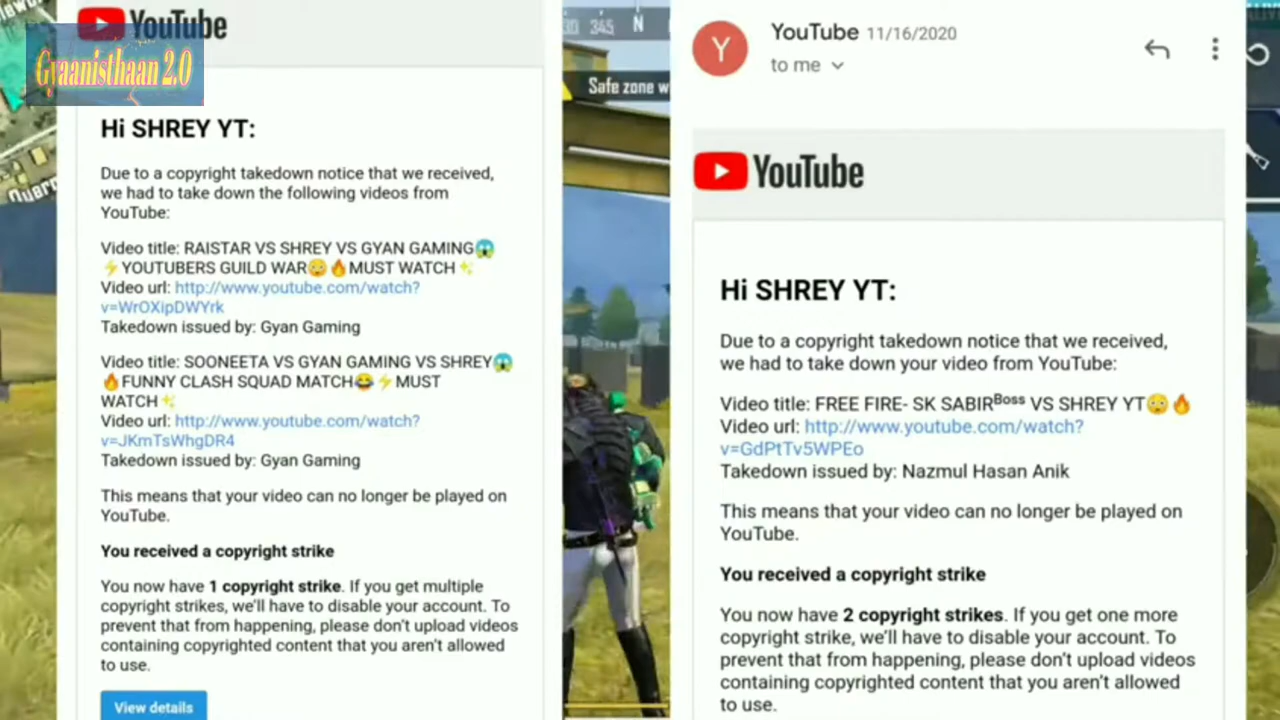 YouTube
Gyaanisthaan 2.0
Hi SHREY YT:
Due to a copyright takedown notice that we received,
we had to take down the following videos from
YouTube:
Video title: RAISTAR VS SHREY VS GYAN GAMING😱
⚡YOUTUBERS GUILD WAR😳🔥MUST WATCH✨
Video url: http://www.youtube.com/watch?
v=WrOXipDWYrk
Takedown issued by: Gyan Gaming
Video title: SOONEETA VS GYAN GAMING VS SHREY😱
🔥FUNNY CLASH SQUAD MATCH😂⚡MUST
WATCH✨
Video url: http://www.youtube.com/watch?
v=JKmTsWhgDR4
Takedown issued by: Gyan Gaming
This means that your video can no longer be played on
YouTube.
You received a copyright strike
You now have 1 copyright strike. If you get multiple
copyright strikes, we'll have to disable your account. To
prevent that from happening, please don't upload videos
containing copyrighted content that you aren't allowed
to use.
View details
345 N
Safe zone w
Y
YouTube 11/16/2020
to me
YouTube
Hi SHREY YT:
Due to a copyright takedown notice that we received,
we had to take down your video from YouTube:
Video title: FREE FIRE- SK SABIRᴮᵒˢˢ VS SHREY YT😳🔥
Video url: http://www.youtube.com/watch?
v=GdPtTv5WPEo
Takedown issued by: Nazmul Hasan Anik
This means that your video can no longer be played on
YouTube.
You received a copyright strike
You now have 2 copyright strikes. If you get one more
copyright strike, we'll have to disable your account. To
prevent that from happening, please don't upload videos
containing copyrighted content that you aren't allowed
to use.